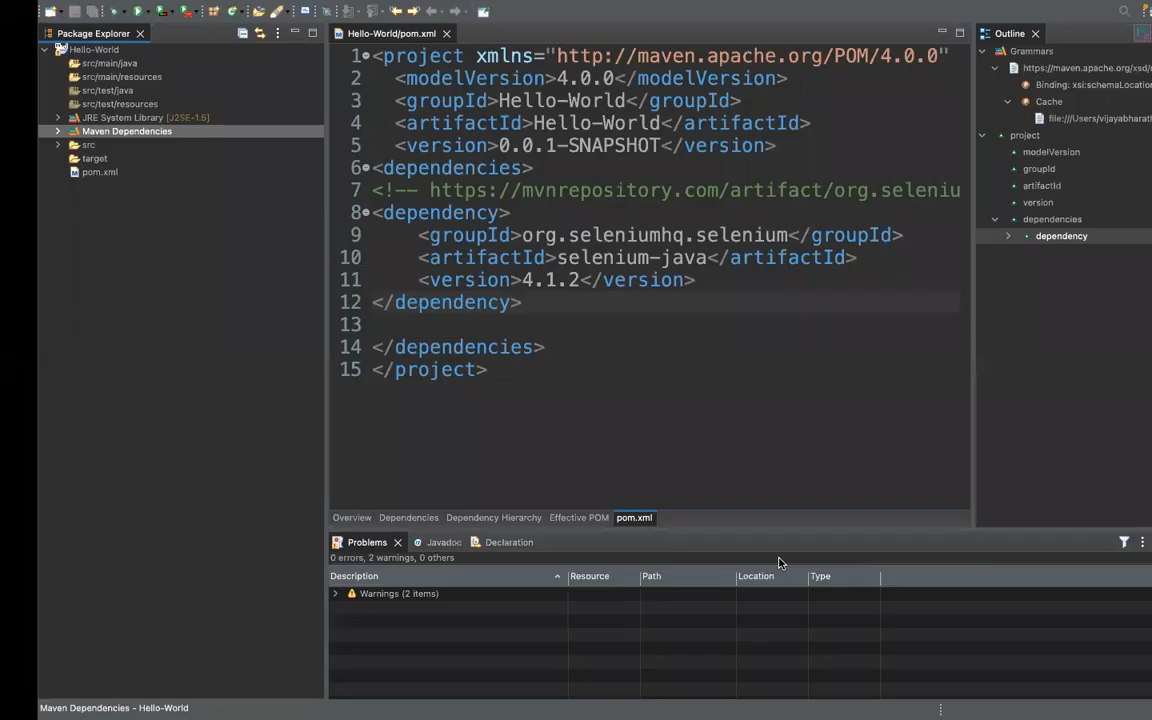 Package Explorer
Hello-World
src/main/java
src/main/resources
src/test/java
src/test/resources
JRE System Library [J2SE-1.5]
Maven Dependencies
src
target
pom.xml
Hello-World/pom.xml
1 <project xmlns="http://maven.apache.org/POM/4.0.0"
2 <modelVersion>4.0.0</modelVersion>
3 <groupId>Hello-World</groupId>
4 <artifactId>Hello-World</artifactId>
5 <version>0.0.1-SNAPSHOT</version>
6 <dependencies>
7 <!-- https://mvnrepository.com/artifact/org.seleniu
8 <dependency>
9 <groupId>org.seleniumhq.selenium</groupId>
10 <artifactId>selenium-java</artifactId>
11 <version>4.1.2</version>
12 </dependency>
13
14 </dependencies>
15 </project>
Overview Dependencies Dependency Hierarchy Effective POM pom.xml
Outline
Grammars
https://maven.apache.org/xsd/
Binding: xsi:schemaLocation
Cache
file:///Users/vijayabharath
project
modelVersion
groupId
artifactId
version
dependencies
dependency
Problems Javadoc Declaration
0 errors, 2 warnings, 0 others
Description Resource Path Location Type
Warnings (2 items)
Maven Dependencies - Hello-World